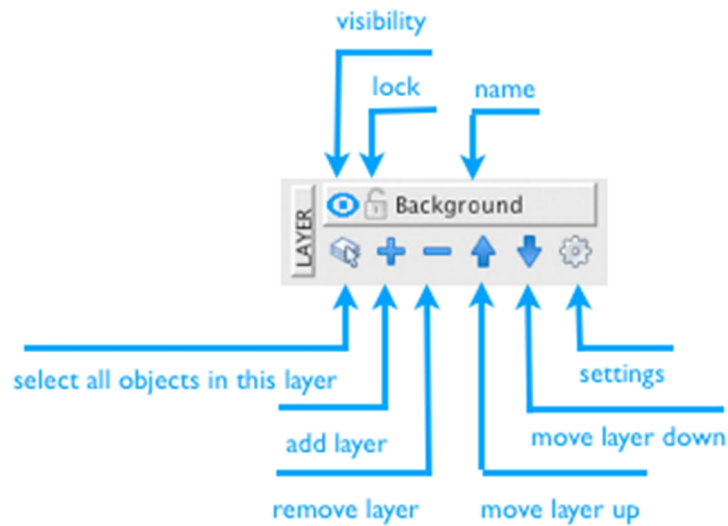 visibility
lock
name
LAYER
Background
select all objects in this layer
settings
add layer
move layer down
remove layer
move layer up